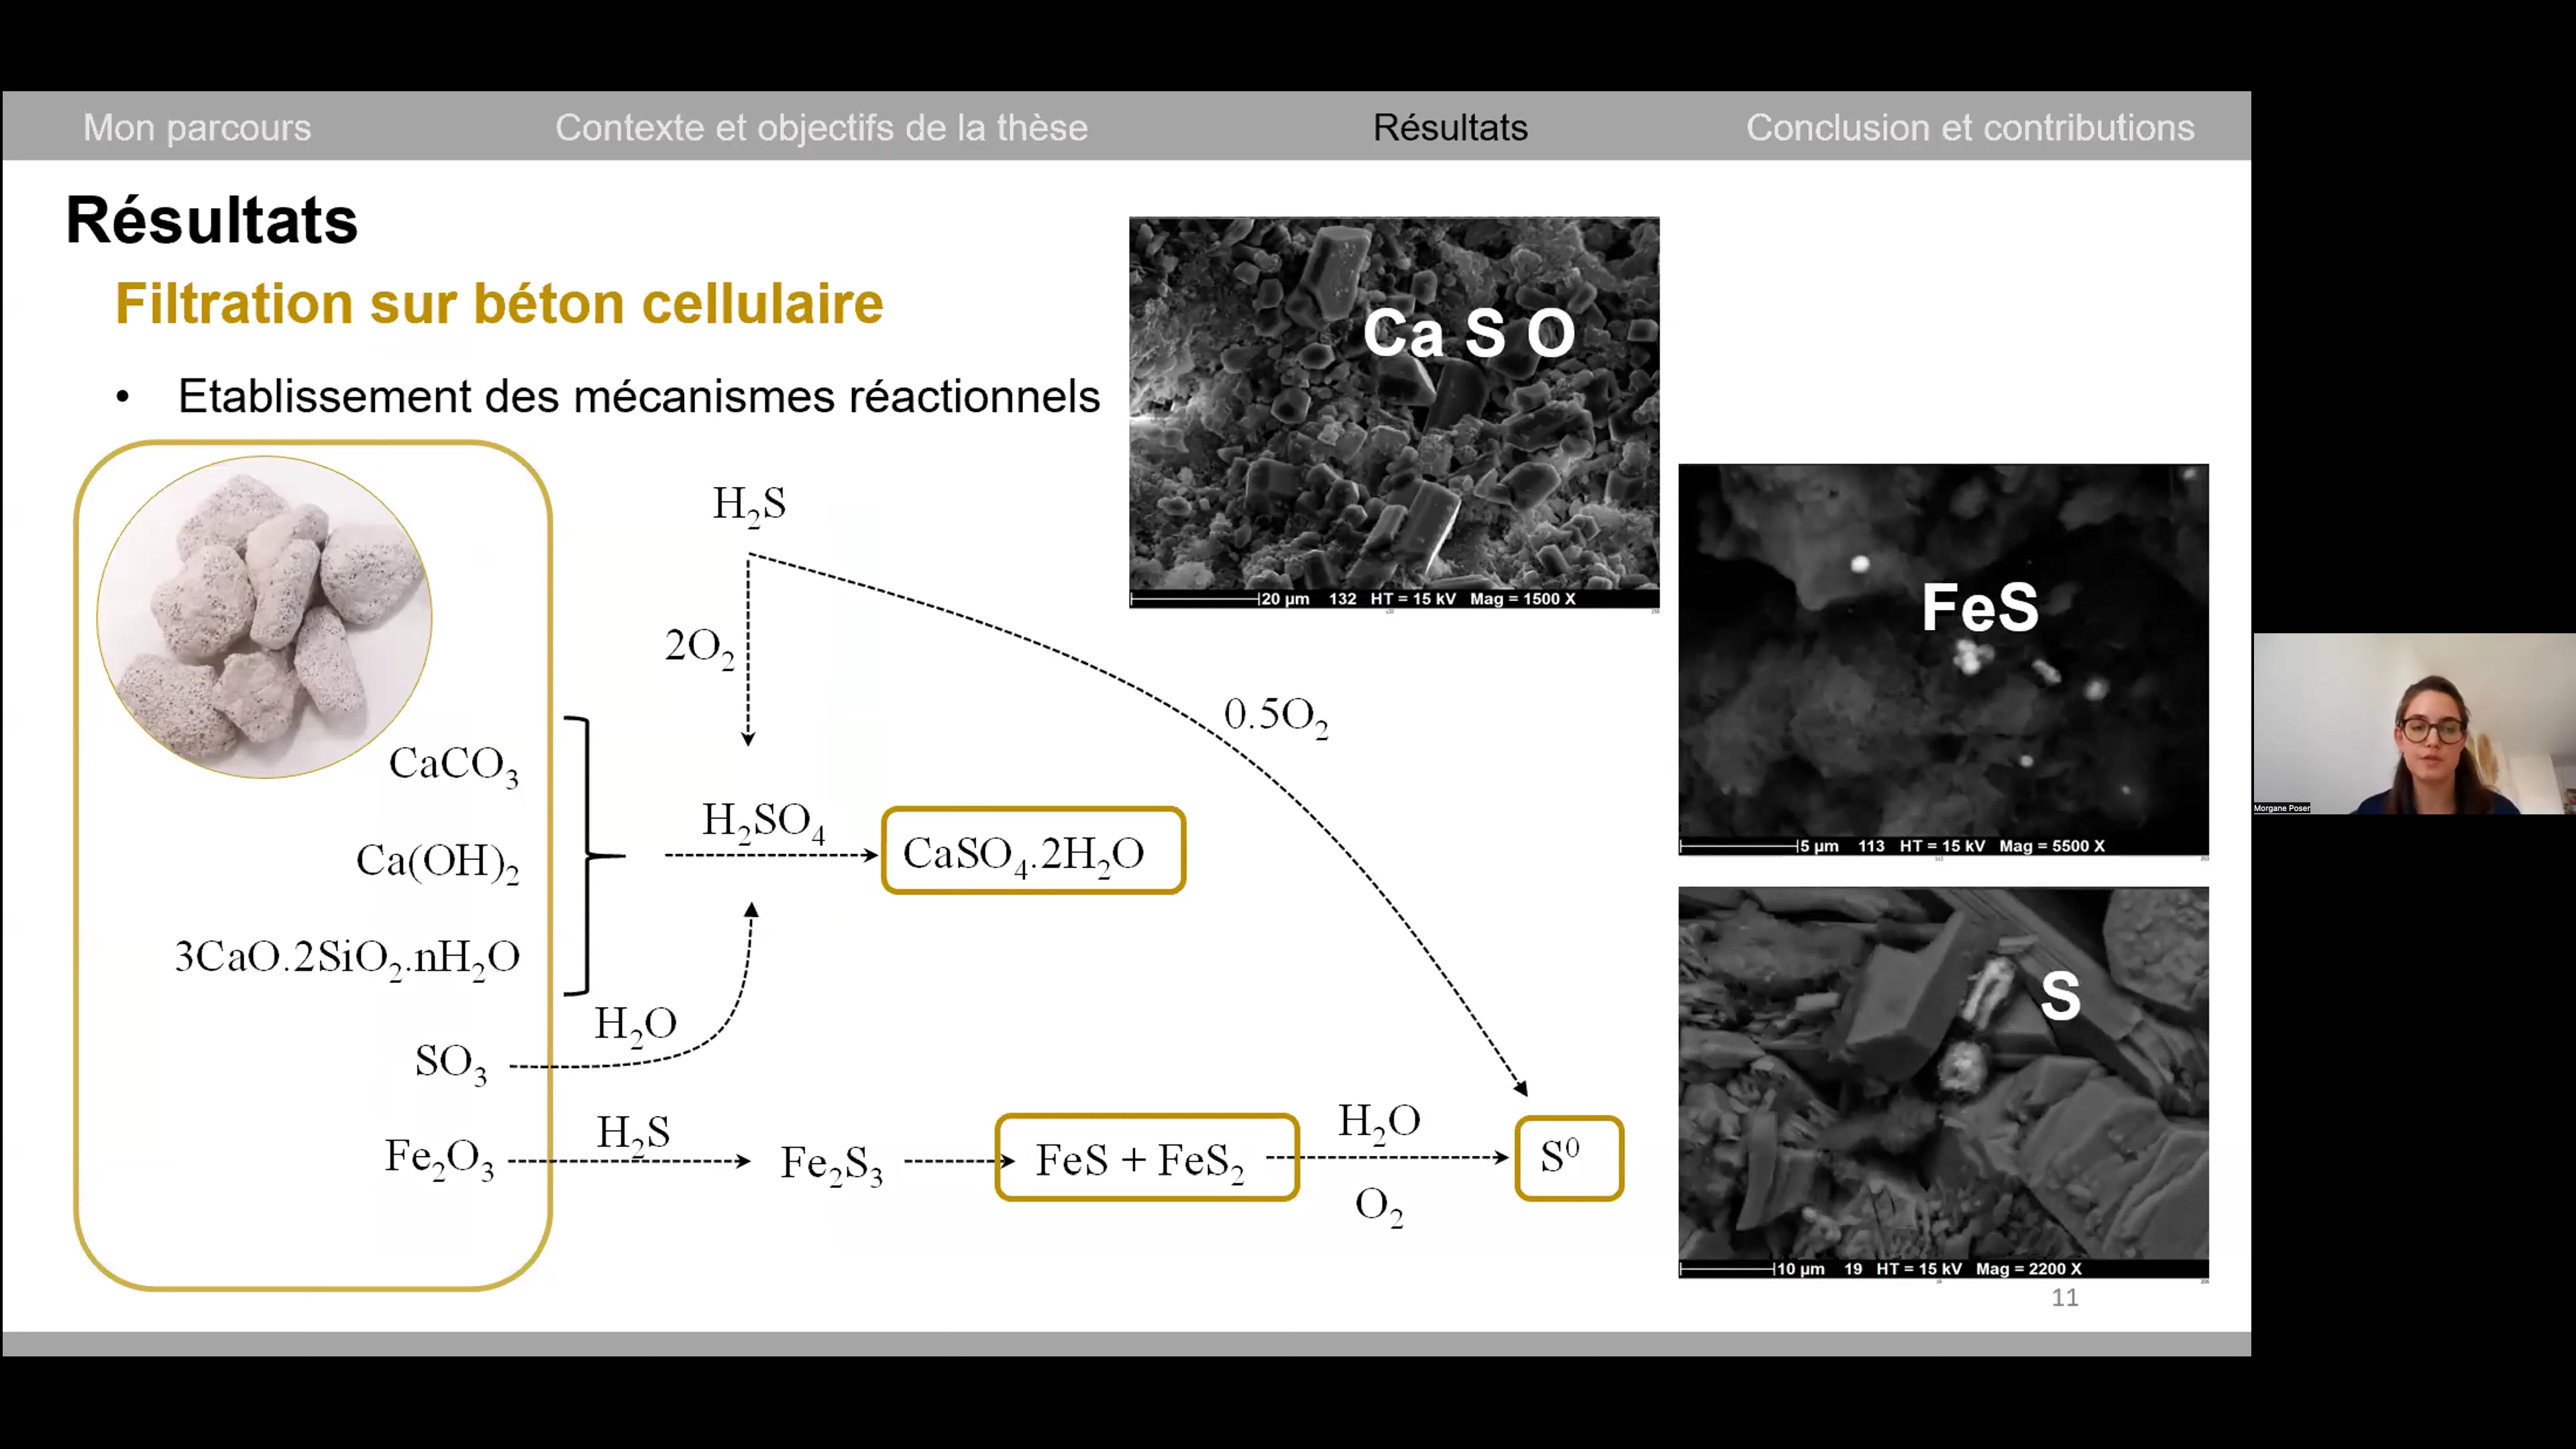 Mon parcours Contexte et objectifs de la thèse Résultats Conclusion et contributions
Résultats
Filtration sur béton cellulaire
• Etablissement des mécanismes réactionnels
Ca S O
20 µm 132 HT = 15 kV Mag = 1500 X
FeS
5 µm 113 HT = 15 kV Mag = 5500 X
S
10 µm 19 HT = 15 kV Mag = 2200 X
H₂S
2O₂
0.5O₂
CaCO₃
H₂SO₄
Ca(OH)₂
CaSO₄.2H₂O
3CaO.2SiO₂.nH₂O
H₂O
SO₃
H₂S
H₂O
Fe₂O₃
Fe₂S₃
FeS + FeS₂
S⁰
O₂
11
Morgane Poser